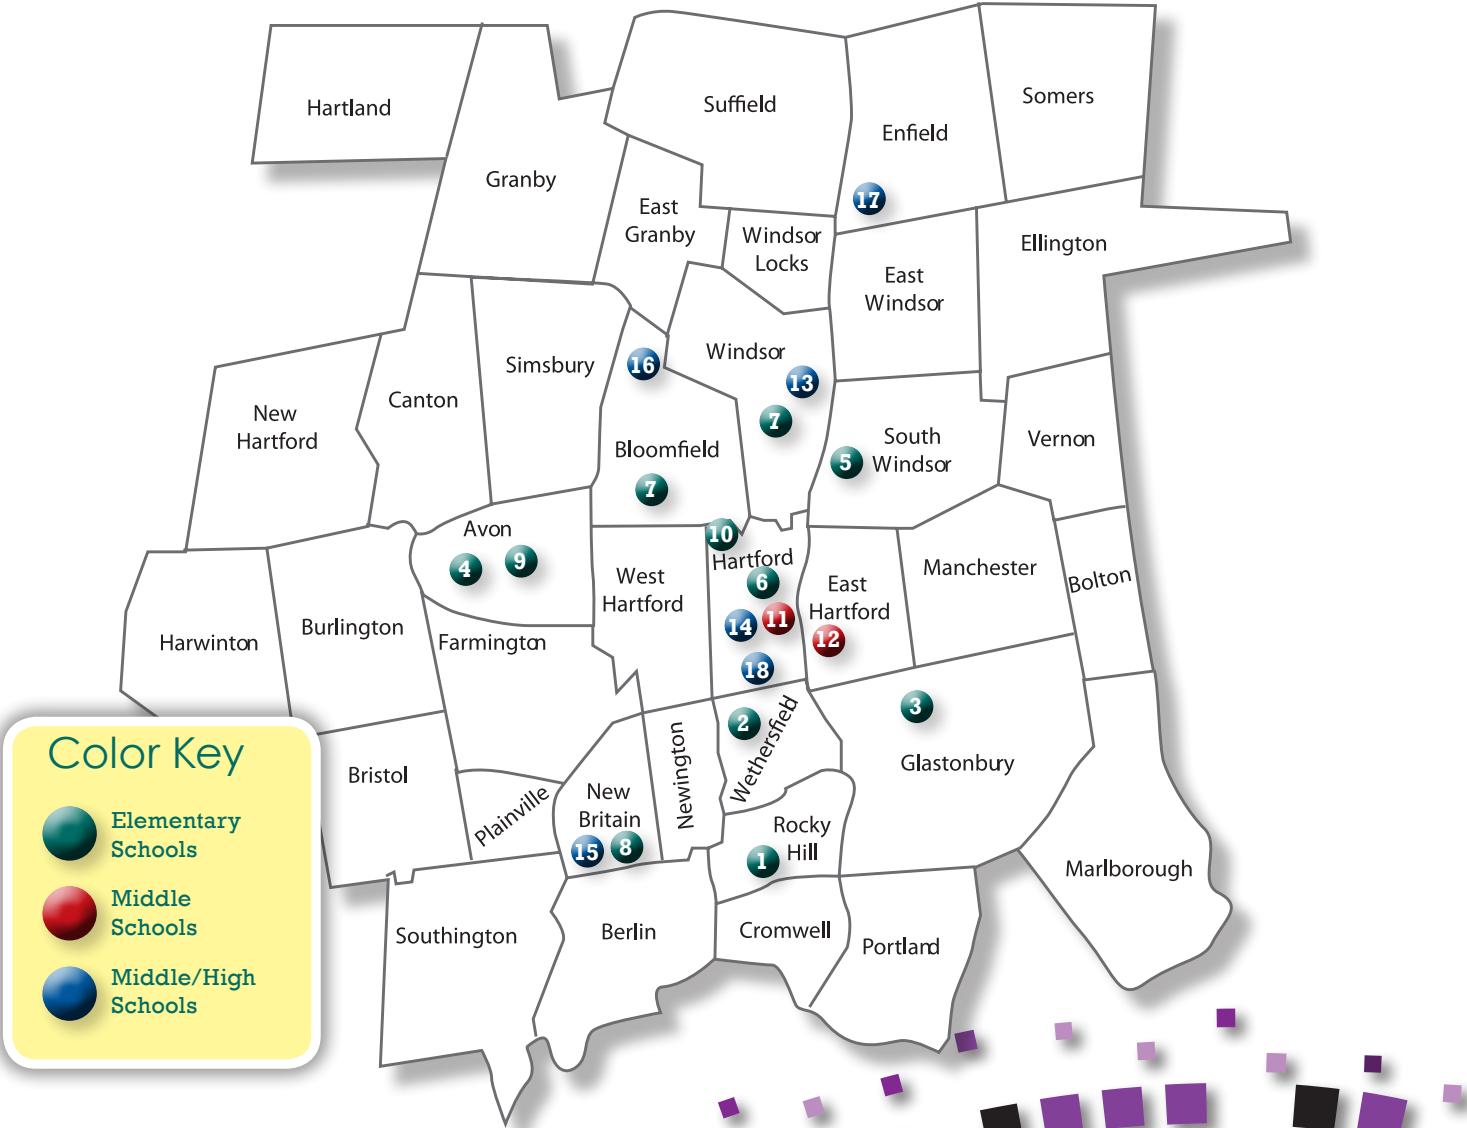 Hartland
Granby
Suffield
Enfield
Somers
17
East
Granby
Windsor
Locks
East
Windsor
Ellington
New
Hartford
Canton
Simsbury
16
Windsor
13
7
Bloomfield
7
5
South
Windsor
Vernon
Avon
4
9
West
Hartford
10
Hartford
6
14
11
18
East
Hartford
12
Manchester
Bolton
Harwinton
Burlington
Farmington
2
Wethersfield
3
Glastonbury
Newington
Bristol
Plainville
New
Britain
15
8
Rocky
Hill
1
Marlborough
Southington
Berlin
Cromwell
Portland
Color Key
Elementary
Schools
Middle
Schools
Middle/High
Schools